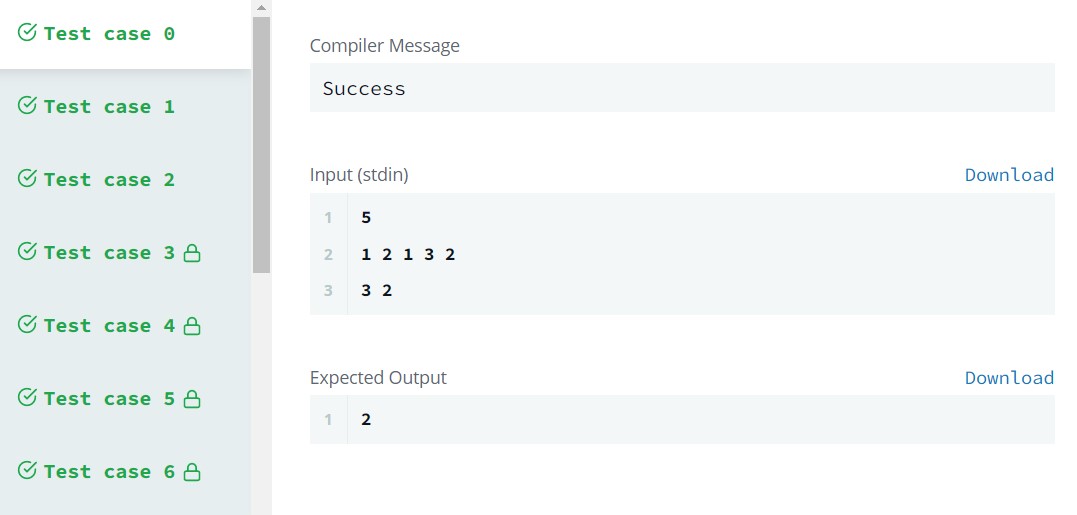 Test case 0
Test case 1
Test case 2
Test case 3
Test case 4
Test case 5
Test case 6
Compiler Message
Success
Input (stdin) Download
1 5
2 1 2 1 3 2
3 3 2
Expected Output Download
1 2